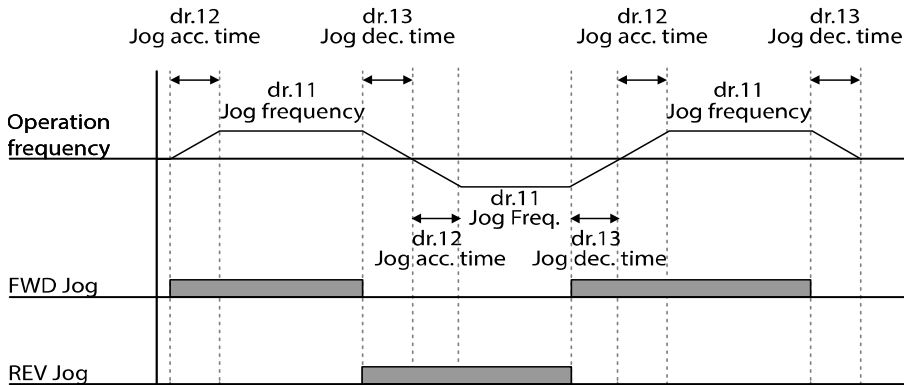 dr.12
Jog acc. time
dr.13
Jog dec. time
dr.12
Jog acc. time
dr.13
Jog dec. time
dr.11
Jog frequency
dr.11
Jog frequency
Operation
frequency
dr.11
Jog Freq.
dr.12
Jog acc. time
dr.13
Jog dec. time
FWD Jog
REV Jog